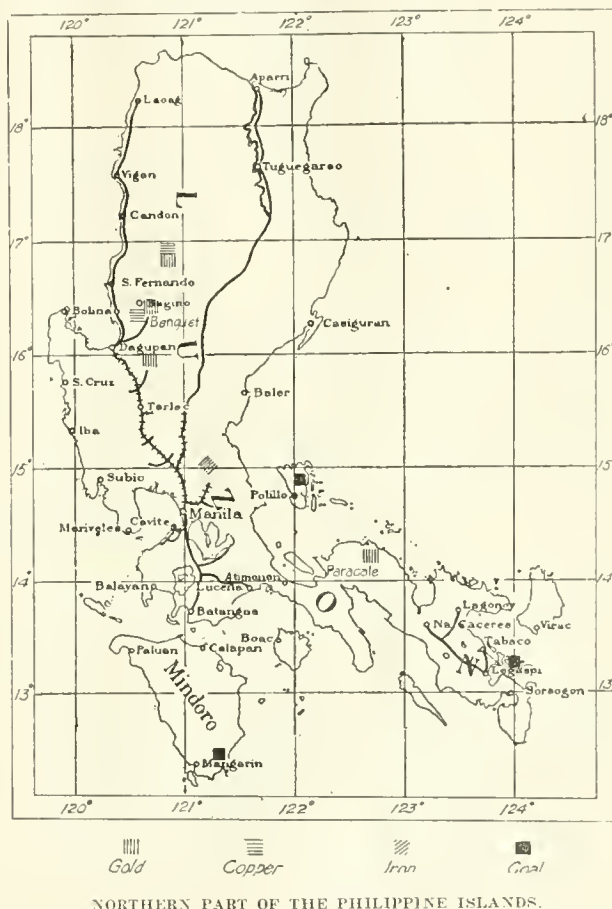 120° 121° 122° 123° 124°
Aparri
Laoag
18° 18°
Tuguegarao
Vigan
L
Candon
17° 17°
S. Fernando
Baguio
Bolinao
Benguet
Casiguran
Dagupan
U
16° 16°
S. Cruz
Baler
Tarlac
Iba
15° 15°
Subic
Polillo
Z
Manila
Mariveles
Cavite
Paracale
Atimonan
14° 14°
Balayan
Lucena
O
Lagonoy
Batangas
Na. Caceres
Virac
Boac
Tabaco
Paluan
Calapan
N
Legaspi
Mindoro
13° 13°
Sorsogon
Mangarin
120° 121° 122° 123° 124°
Gold Copper Iron Coal
NORTHERN PART OF THE PHILIPPINE ISLANDS.